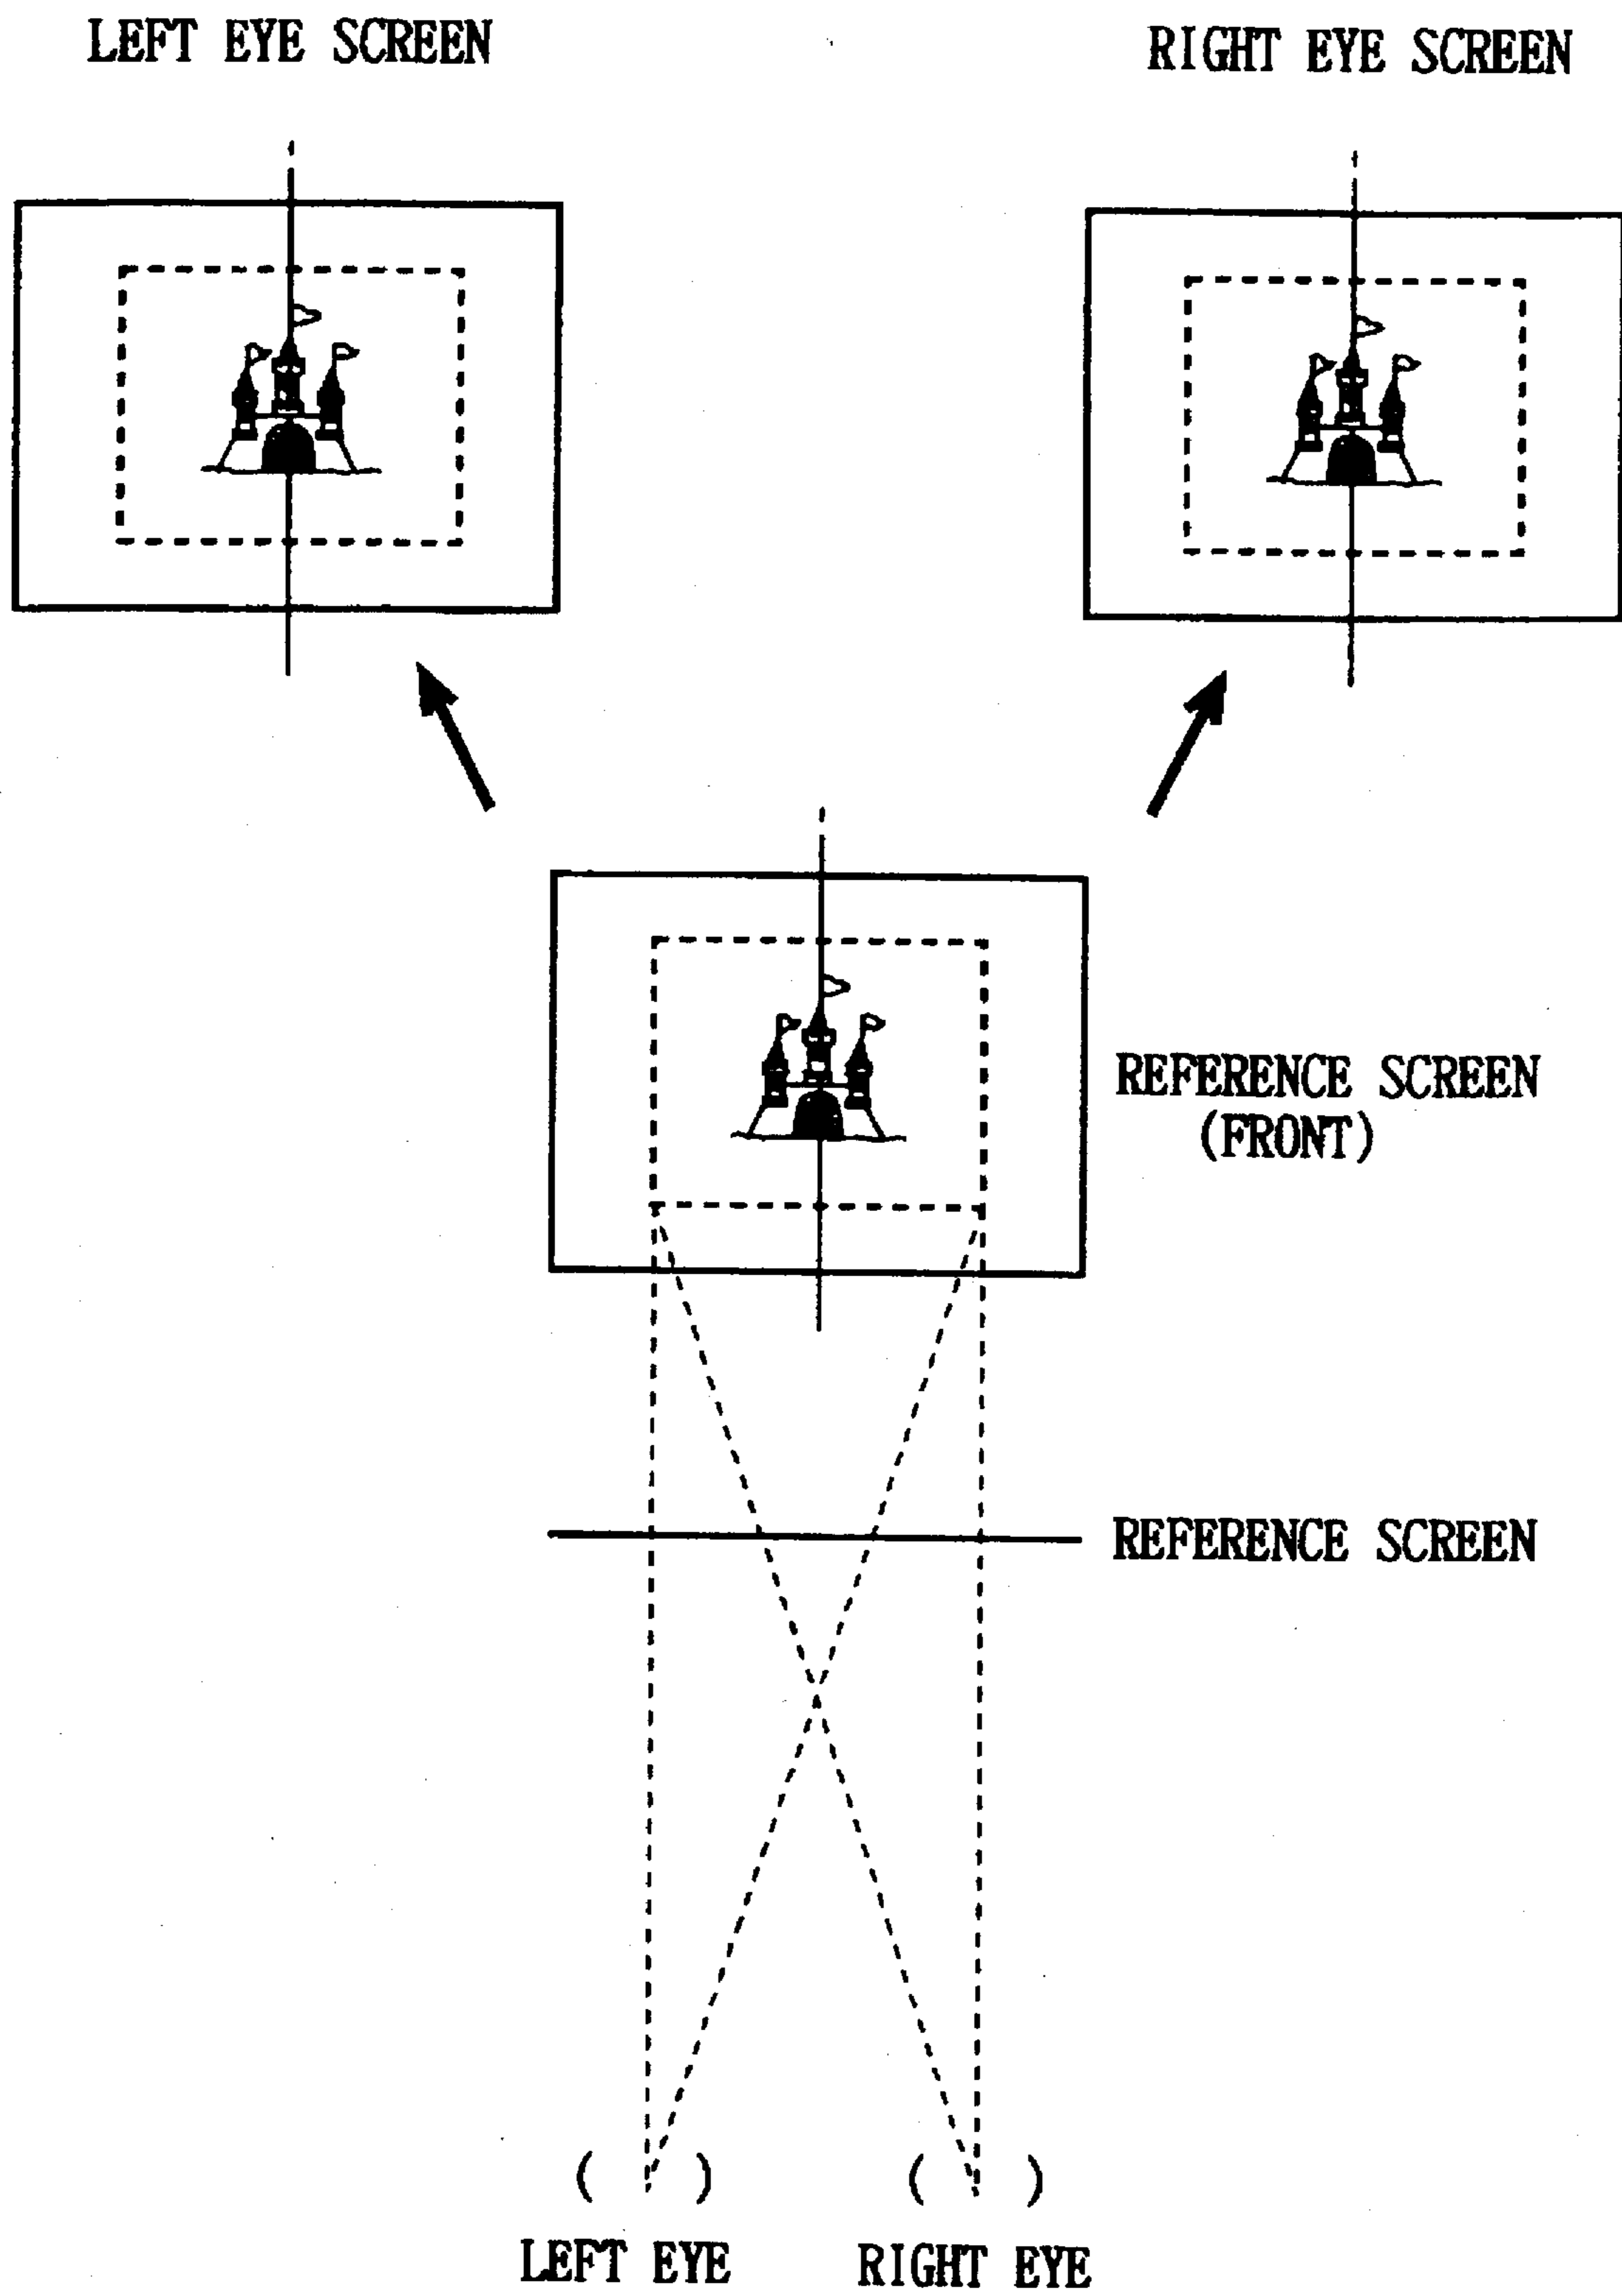 LEFT EYE SCREEN
RIGHT EYE SCREEN
REFERENCE SCREEN
(FRONT)
REFERENCE SCREEN
( )
( )
LEFT EYE
RIGHT EYE